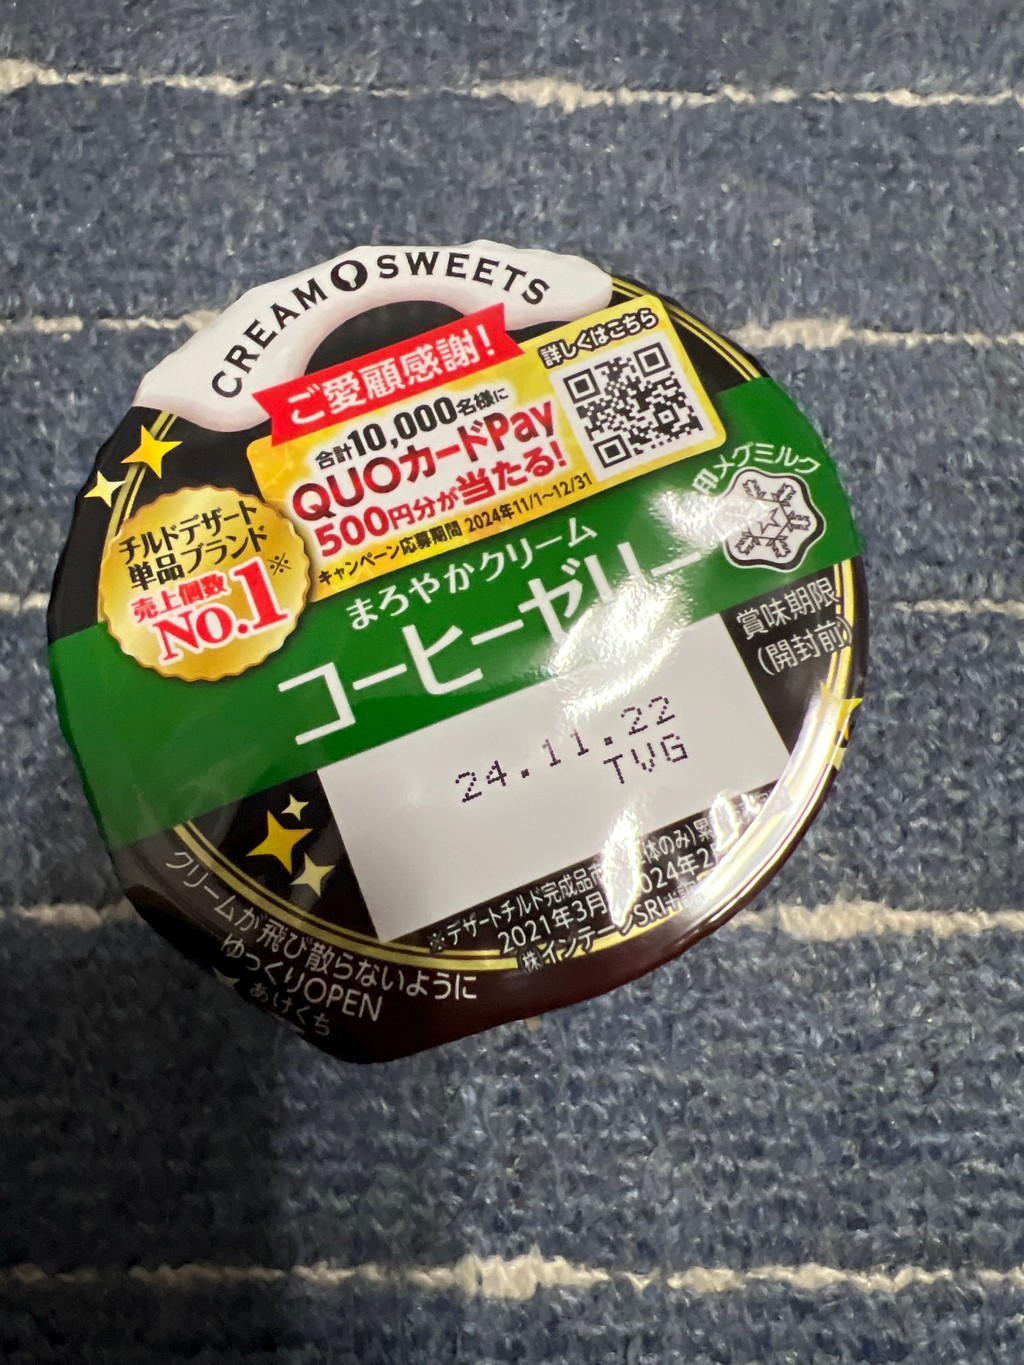 CREAM SWEETS
ご愛顧感謝!
合計10,000名様に
QUOカードPay
500円分が当たる!
キャンペーン応募期間 2024年11/1~12/31
詳しくはこちら
チルドデザート
単品ブランド※
売上個数
No.1
印メグミルク
まろやかクリーム
コーヒーゼリー
賞味期限
(開封前)
24.11.22
TVG
※デザートチルド完成品市
体のみ)累
2021年3月
024年2
㈱インテージSRI+
クリームが飛び散らないように
ゆっくりOPEN
あけくち